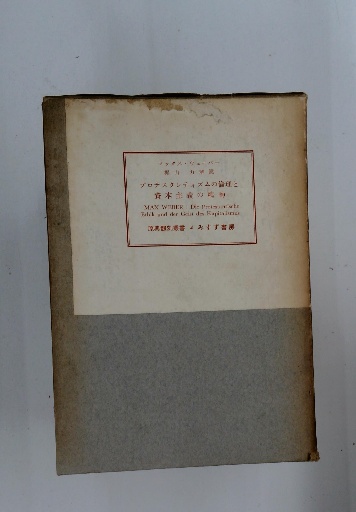 マックス・ウェーバー
プロテスタンティズムの倫理と
資本主義の精神
MAX WEBER: Die Protestantische
Ethik und der Geist des Kapitalismus
みすず書房